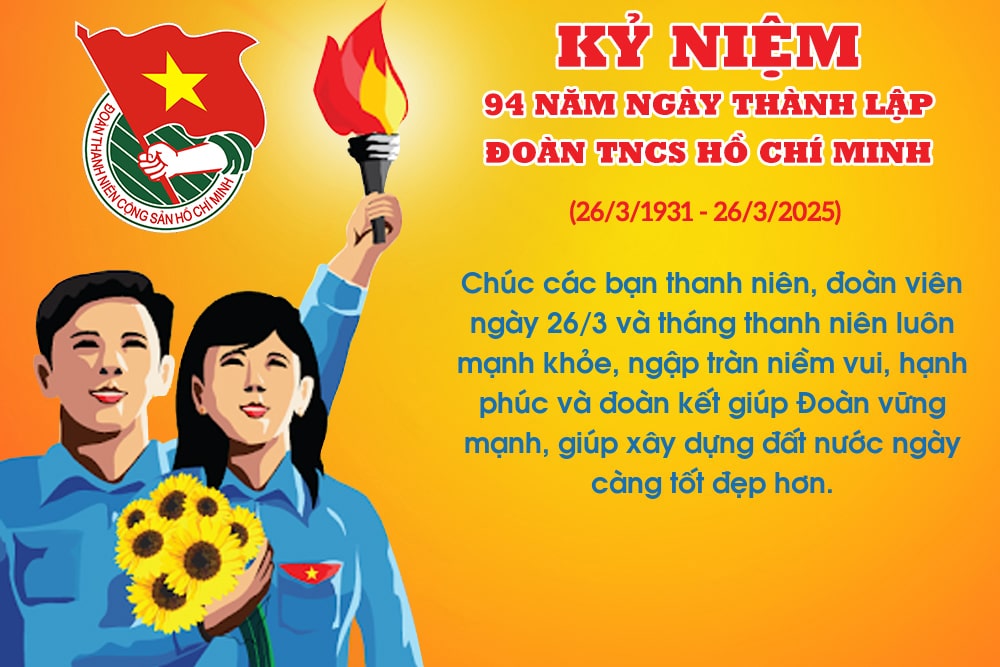 ĐOÀN THANH NIÊN CỘNG SẢN HỒ CHÍ MINH
KỶ NIỆM
94 NĂM NGÀY THÀNH LẬP
ĐOÀN TNCS HỒ CHÍ MINH
(26/3/1931 - 26/3/2025)
Chúc các bạn thanh niên, đoàn viên
ngày 26/3 và tháng thanh niên luôn
mạnh khỏe, ngập tràn niềm vui, hạnh
phúc và đoàn kết giúp Đoàn vững
mạnh, giúp xây dựng đất nước ngày
càng tốt đẹp hơn.